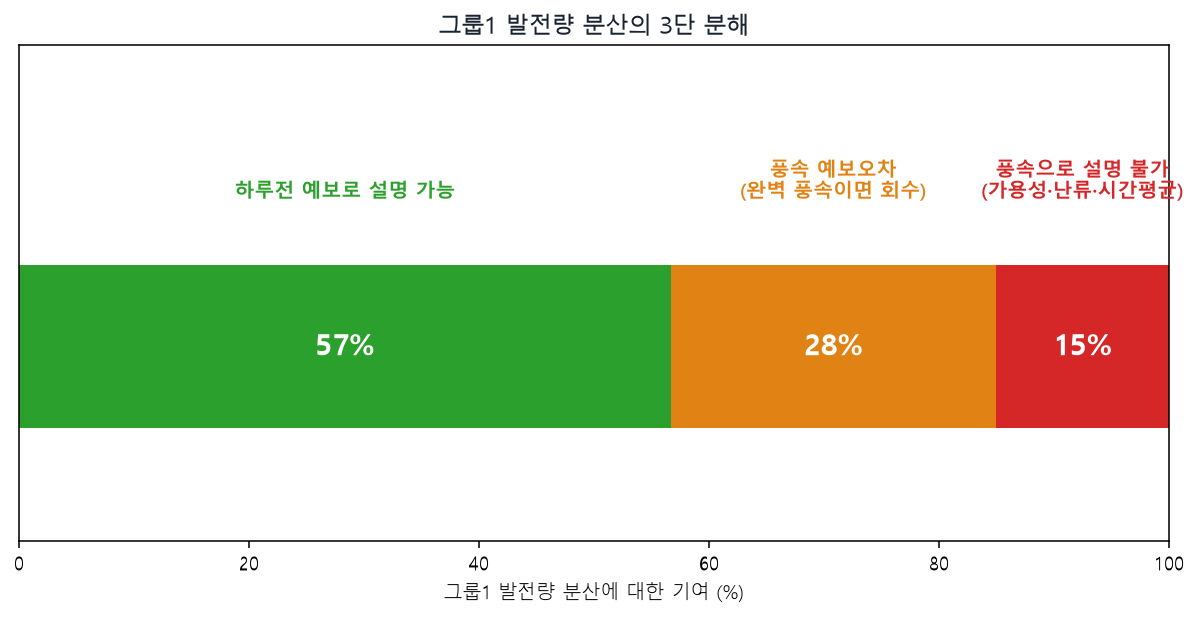 그룹1 발전량 분산의 3단 분해
하루전 예보로 설명 가능
풍속 예보오차
(완벽 풍속이면 회수)
풍속으로 설명 불가
(가용성·난류·시간평균)
57%
28%
15%
0
20
40
60
80
100
그룹1 발전량 분산에 대한 기여 (%)